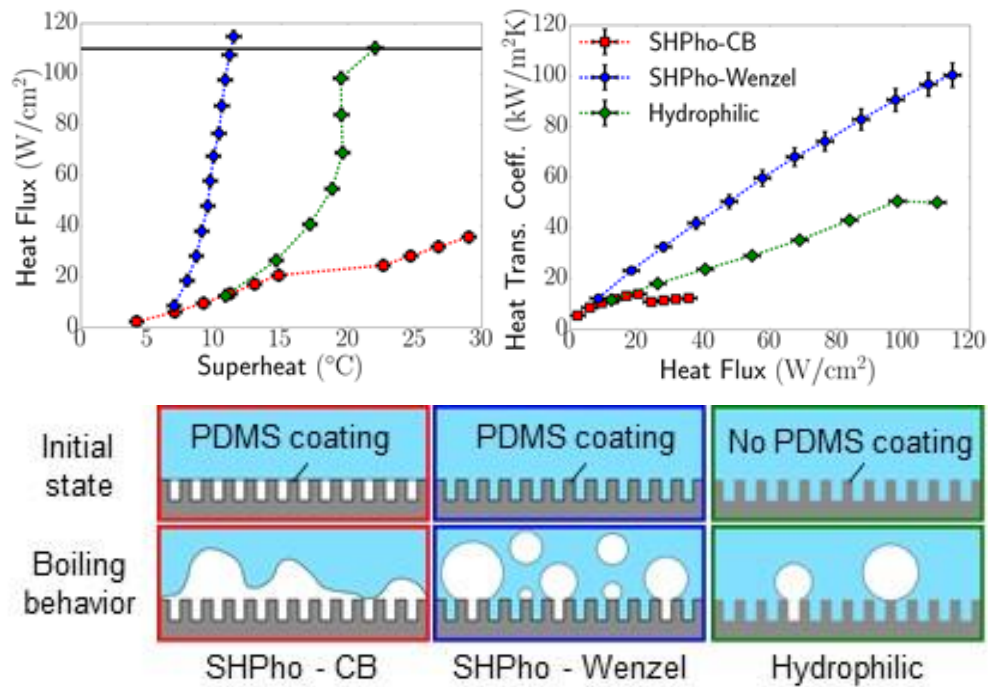 120
100
80
60
40
20
0
Heat Flux (W/cm²)
0 5 10 15 20 25 30
Superheat (°C)
120
100
80
60
40
20
0
Heat Trans. Coeff. (kW/m²K)
SHPho-CB
SHPho-Wenzel
Hydrophilic
0 20 40 60 80 100 120
Heat Flux (W/cm²)
Initial
state
PDMS coating
PDMS coating
No PDMS coating
Boiling
behavior
SHPho - CB
SHPho - Wenzel
Hydrophilic